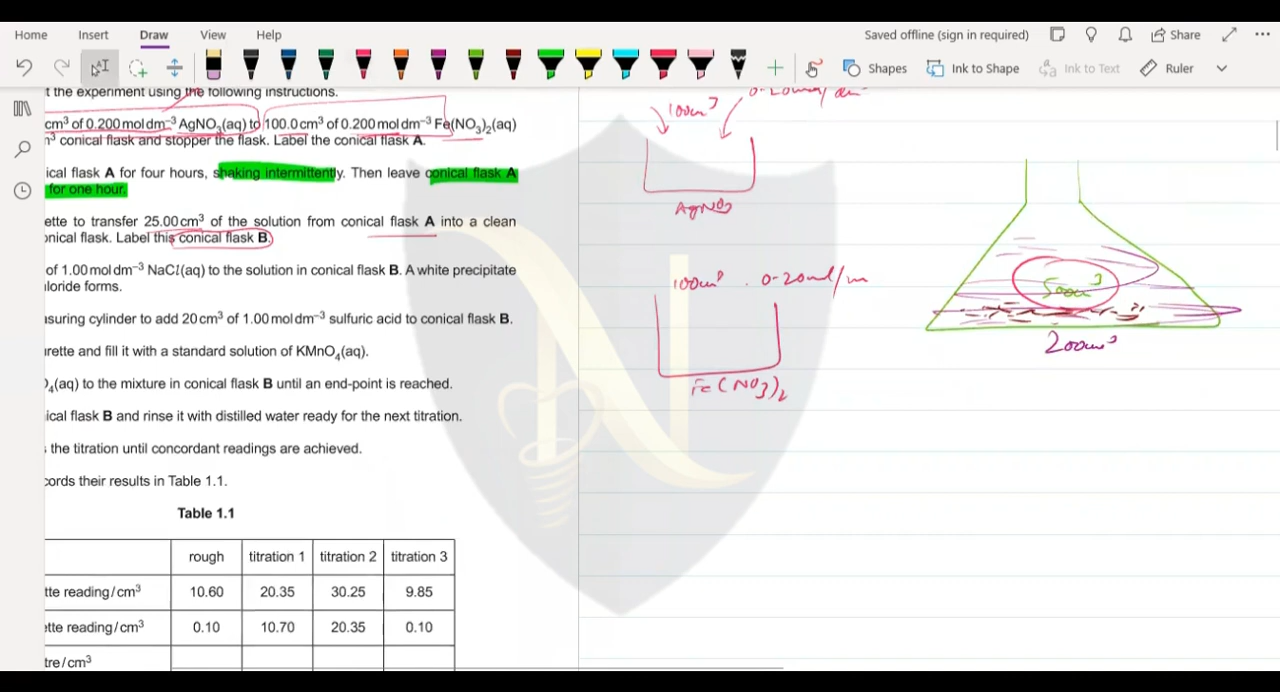 Home Insert Draw View Help
Saved offline (sign in required) Share
Shapes Ink to Shape Ink to Text Ruler
t the experiment using the following instructions.
cm³ of 0.200 mol dm⁻³ AgNO₃(aq) to 100.0 cm³ of 0.200 mol dm⁻³ Fe(NO₃)₂(aq)
n³ conical flask and stopper the flask. Label the conical flask A.
ical flask A for four hours, shaking intermittently. Then leave conical flask A
for one hour.
ette to transfer 25.00 cm³ of the solution from conical flask A into a clean
onical flask. Label this conical flask B.
of 1.00 mol dm⁻³ NaCl(aq) to the solution in conical flask B. A white precipitate
loride forms.
asuring cylinder to add 20 cm³ of 1.00 mol dm⁻³ sulfuric acid to conical flask B.
urette and fill it with a standard solution of KMnO₄(aq).
O₄(aq) to the mixture in conical flask B until an end-point is reached.
ical flask B and rinse it with distilled water ready for the next titration.
the titration until concordant readings are achieved.
cords their results in Table 1.1.
Table 1.1
rough titration 1 titration 2 titration 3
tte reading / cm³ 10.60 20.35 30.25 9.85
ette reading / cm³ 0.10 10.70 20.35 0.10
tre / cm³
100cm³
AgNO₃
100cm³ . 0-20mol/m
Fe(NO3)₂
500cm³
200cm³